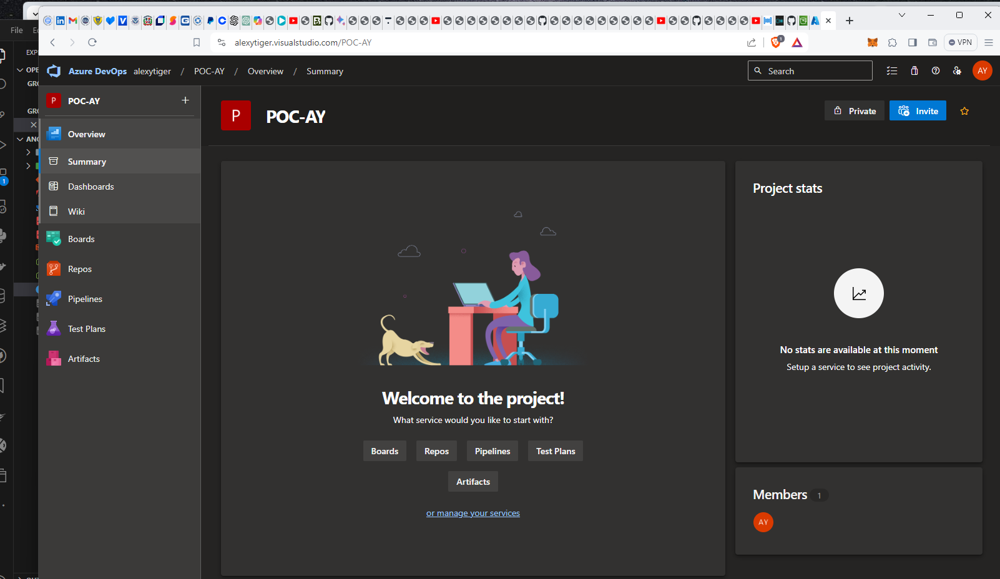 File
alexytiger.visualstudio.com/POC-AY
1
VPN
EXP
OPE
GRO
GRO
ANG
1
Azure DevOps alexytiger / POC-AY / Overview / Summary
Search
AY
P POC-AY +
Overview
Summary
Dashboards
Wiki
Boards
Repos
Pipelines
Test Plans
Artifacts
P POC-AY
Private
Invite
Welcome to the project!
What service would you like to start with?
Boards Repos Pipelines Test Plans
Artifacts
or manage your services
Project stats
No stats are available at this moment
Setup a service to see project activity.
Members 1
AY